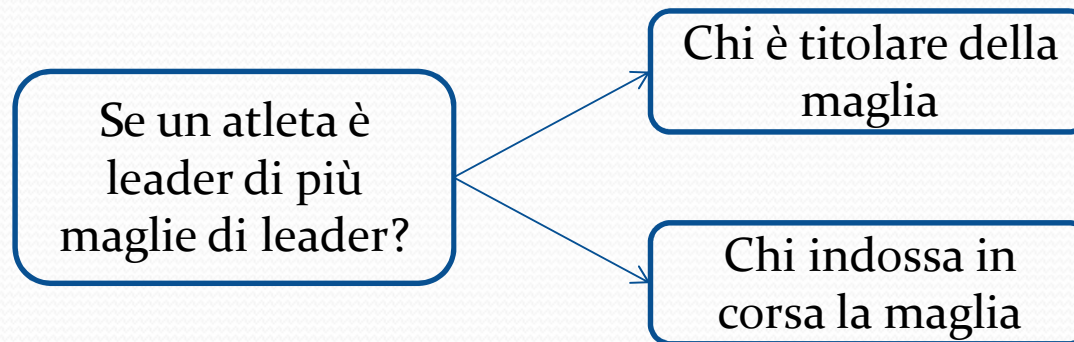 Se un atleta è
leader di più
maglie di leader?
Chi è titolare della
maglia
Chi indossa in
corsa la maglia